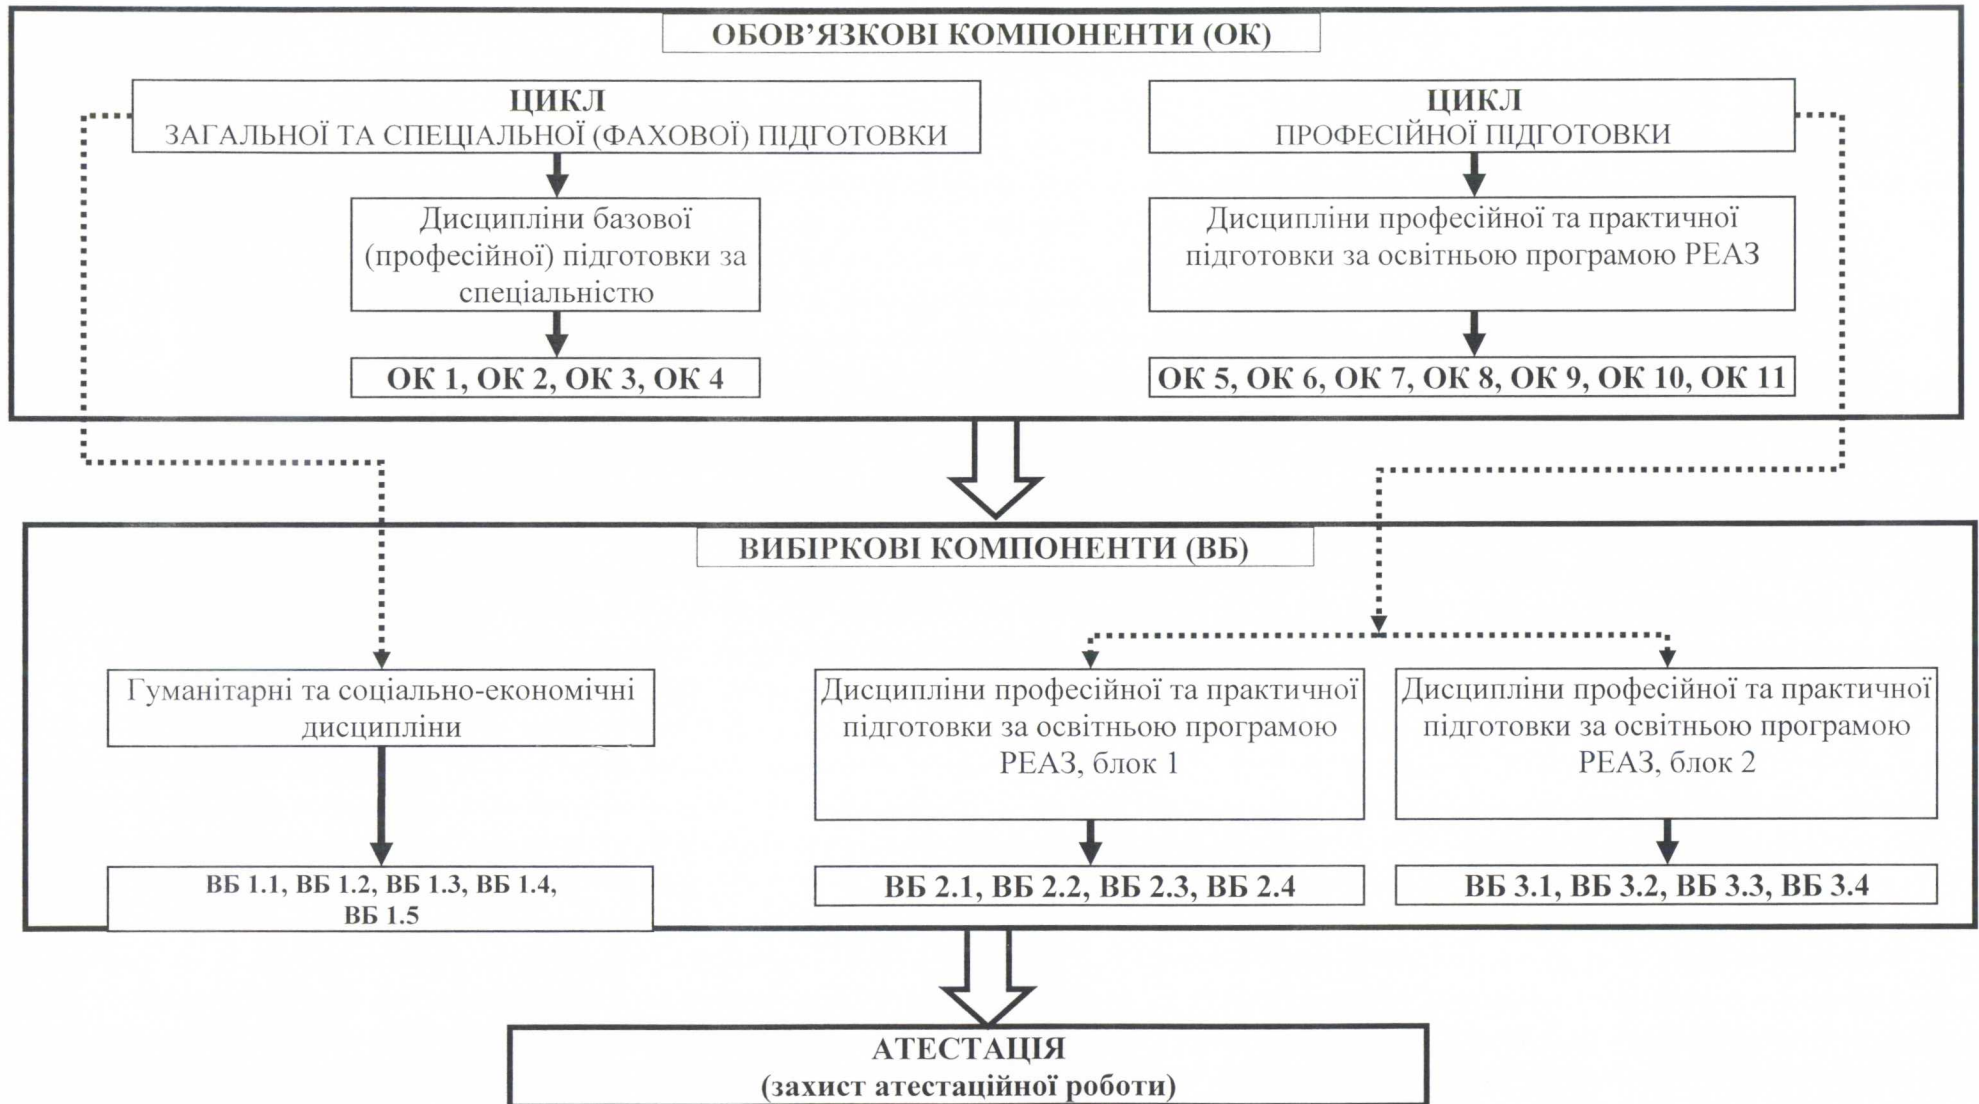 ОБОВ’ЯЗКОВІ КОМПОНЕНТИ (ОК)
ЦИКЛ
ЗАГАЛЬНОЇ ТА СПЕЦІАЛЬНОЇ (ФАХОВОЇ) ПІДГОТОВКИ
Дисципліни базової
(професійної) підготовки за
спеціальністю
ОК 1, ОК 2, ОК 3, ОК 4
ЦИКЛ
ПРОФЕСІЙНОЇ ПІДГОТОВКИ
Дисципліни професійної та практичної
підготовки за освітньою програмою РЕАЗ
ОК 5, ОК 6, ОК 7, ОК 8, ОК 9, ОК 10, ОК 11
ВИБІРКОВІ КОМПОНЕНТИ (ВБ)
Гуманітарні та соціально-економічні
дисципліни
ВБ 1.1, ВБ 1.2, ВБ 1.3, ВБ 1.4,
ВБ 1.5
Дисципліни професійної та практичної
підготовки за освітньою програмою
РЕАЗ, блок 1
ВБ 2.1, ВБ 2.2, ВБ 2.3, ВБ 2.4
Дисципліни професійної та практичної
підготовки за освітньою програмою
РЕАЗ, блок 2
ВБ 3.1, ВБ 3.2, ВБ 3.3, ВБ 3.4
АТЕСТАЦІЯ
(захист атестаційної роботи)